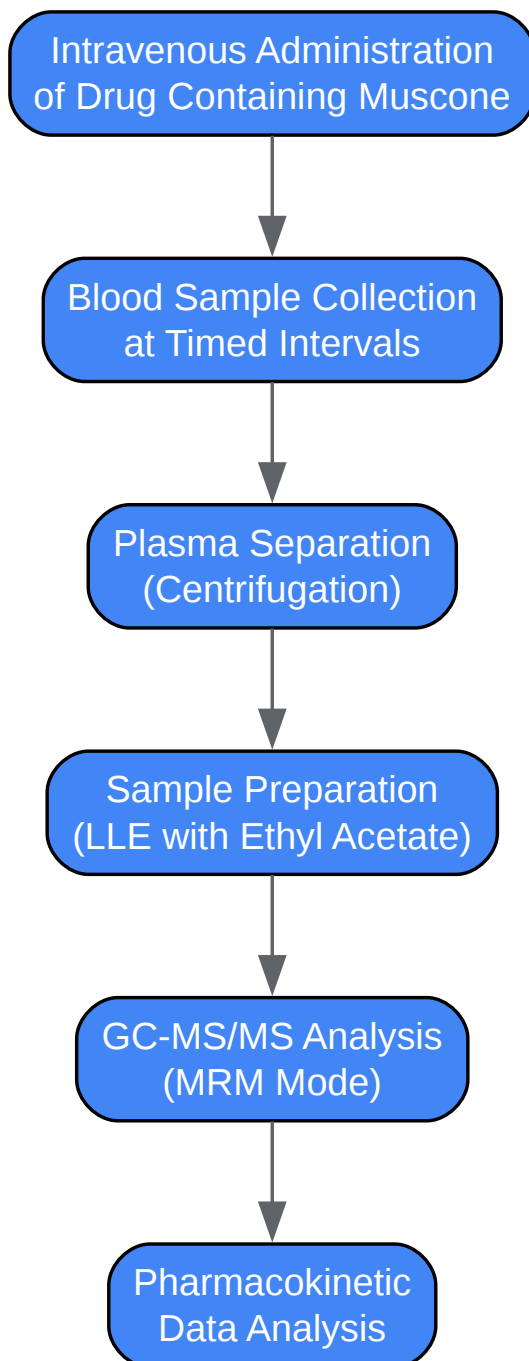 Intravenous Administration
of Drug Containing Muscone
Blood Sample Collection
at Timed Intervals
Plasma Separation
(Centrifugation)
Sample Preparation
(LLE with Ethyl Acetate)
GC-MS/MS Analysis
(MRM Mode)
Pharmacokinetic
Data Analysis